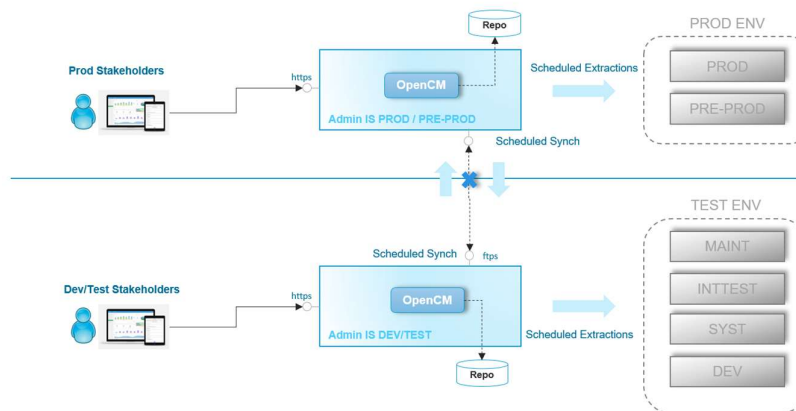 PROD ENV
Repo
Prod Stakeholders
https
OpenCM
Scheduled Extractions
PROD
PRE-PROD
Admin IS PROD / PRE-PROD
Scheduled Synch
TEST ENV
MAINT
Scheduled Synch
ftps
Dev/Test Stakeholders
https
OpenCM
INTTEST
SYST
Admin IS DEV/TEST
Scheduled Extractions
DEV
Repo